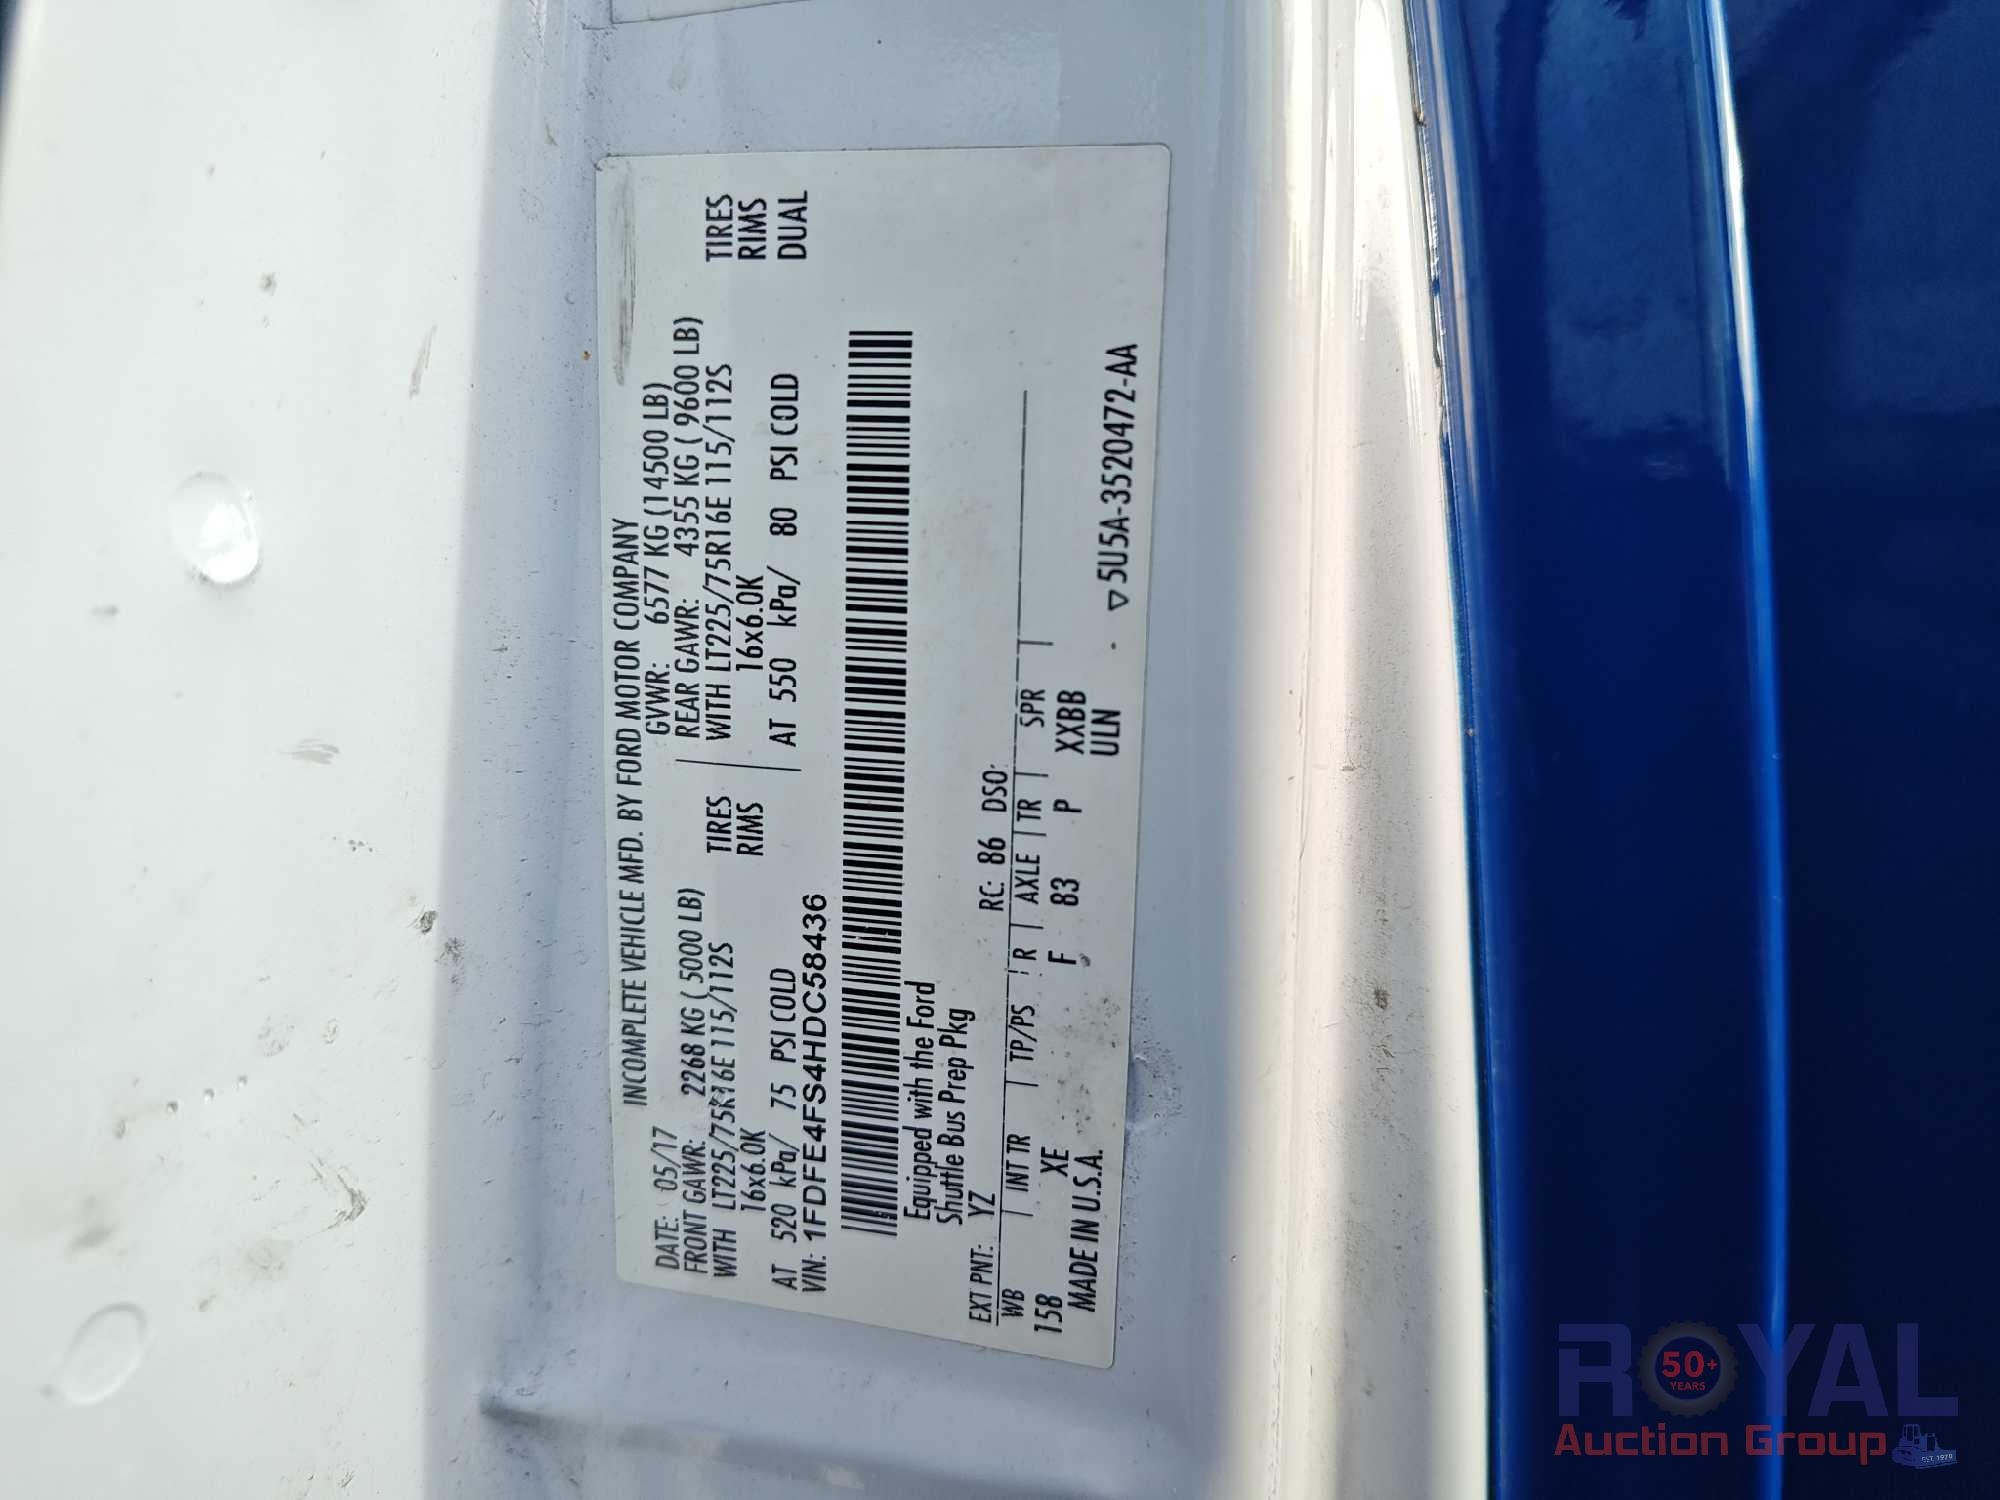 INCOMPLETE VEHICLE MFD. BY FORD MOTOR COMPANY
DATE: 05/17 GVWR: 6577 KG (14500 LB)
FRONT GAWR: 2268 KG ( 5000 LB) REAR GAWR: 4355 KG ( 9600 LB)
WITH LT225/75R16E 115/112S TIRES WITH LT225/75R16E 115/112S TIRES
16x6.0K RIMS 16x6.0K RIMS
AT 520 kPa/ 75 PSI COLD AT 550 kPa/ 80 PSI COLD DUAL
VIN: 1FDFE4FS4HDC58436
Equipped with the Ford
Shuttle Bus Prep Pkg
EXT PNT: YZ RC: 86 DSO:
WB INT TR TP/PS R AXLE TR SPR
158 XE F 83 P XXBB
MADE IN U.S.A. ULN
▽ 5U5A-3520472-AA
ROYAL
50+
YEARS
Auction Group
EST. 1970